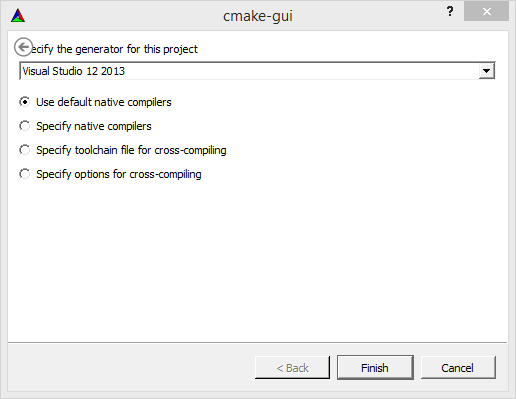 cmake-gui
?
ecify the generator for this project
Visual Studio 12 2013
Use default native compilers
Specify native compilers
Specify toolchain file for cross-compiling
Specify options for cross-compiling
< Back
Finish
Cancel